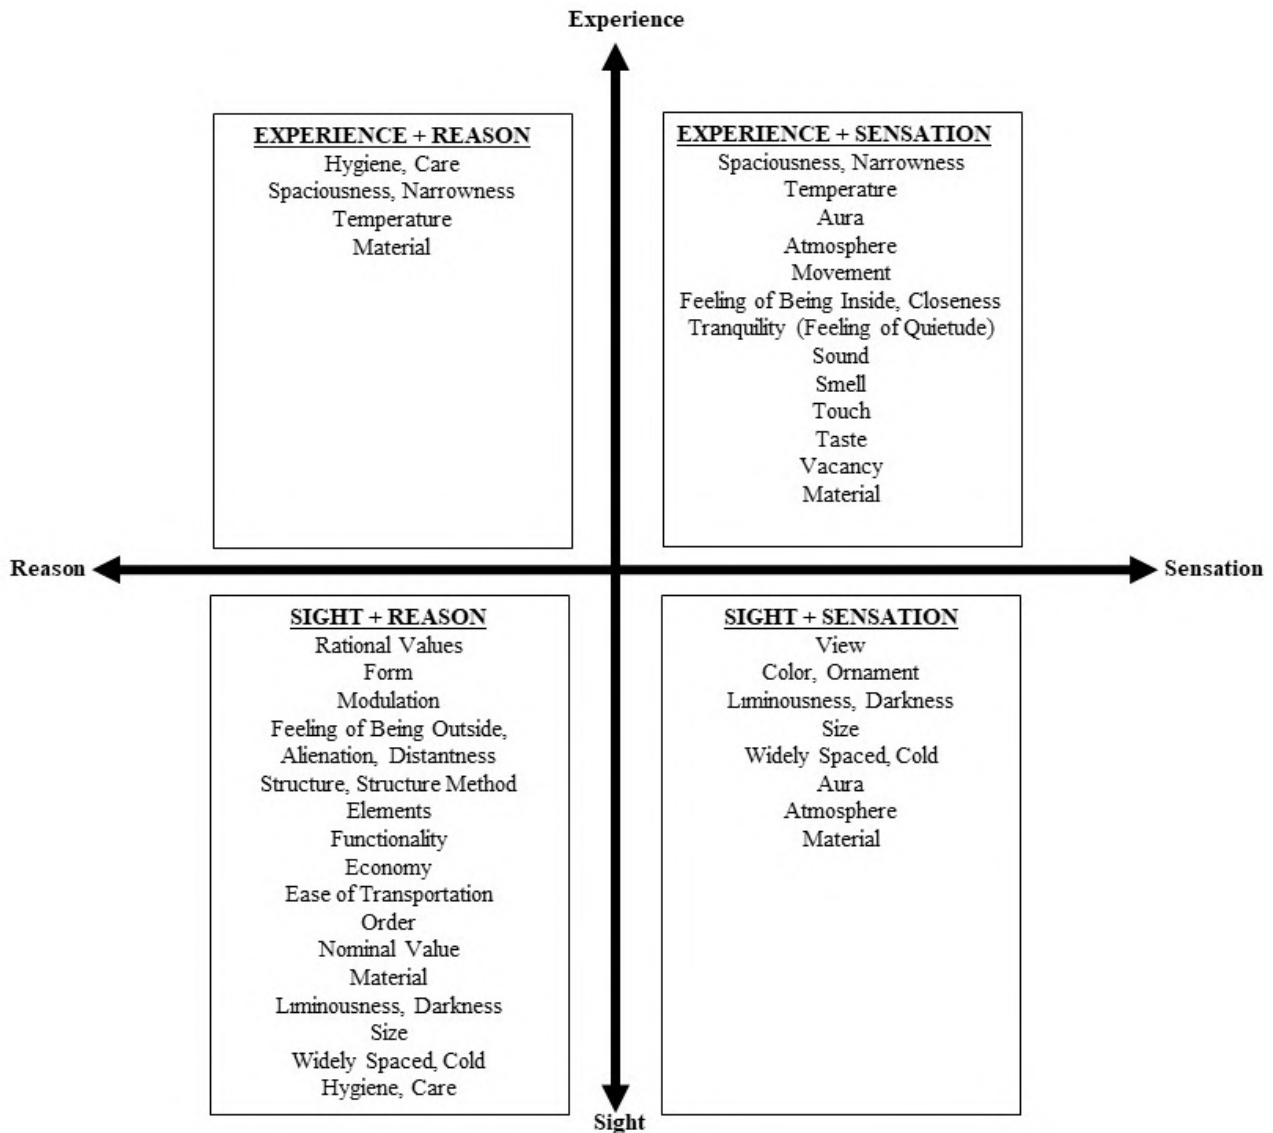 Experience
EXPERIENCE + REASON
Hygiene, Care
Spaciousness, Narrowness
Temperature
Material
EXPERIENCE + SENSATION
Spaciousness, Narrowness
Temperatıre
Aura
Atmosphere
Movement
Feeling of Being Inside, Closeness
Tranquility (Feeling of Quietude)
Sound
Smell
Touch
Taste
Vacancy
Material
Reason
Sensation
SIGHT + REASON
Rational Values
Form
Modulation
Feeling of Being Outside,
Alienation, Distantness
Structure, Structure Method
Elements
Functionality
Economy
Ease of Transportation
Order
Nominal Value
Material
Lımınousness, Darkness
Size
Widely Spaced, Cold
Hygiene, Care
SIGHT + SENSATION
View
Color, Ornament
Lımınousness, Darkness
Size
Widely Spaced, Cold
Aura
Atmosphere
Material
Sight